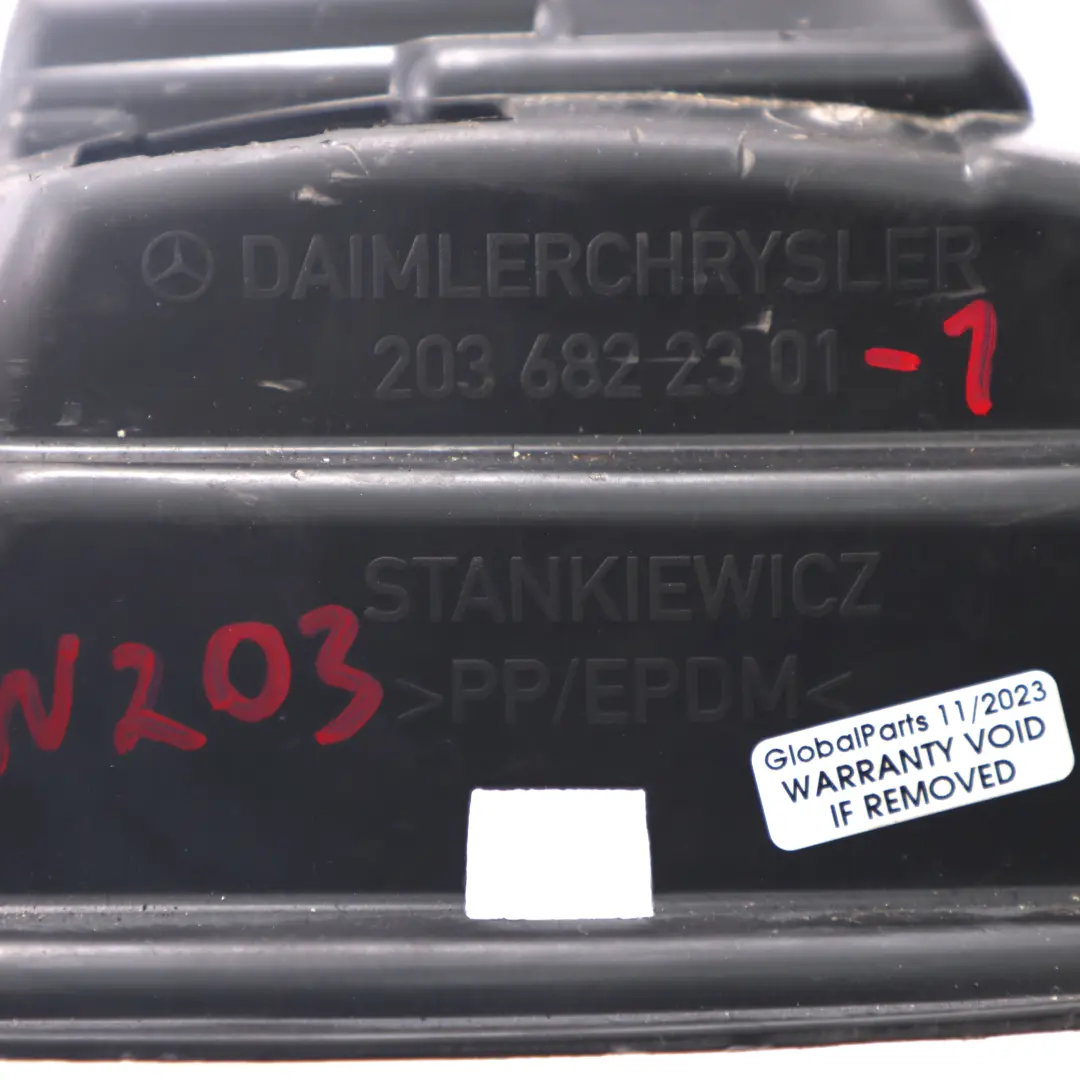 DAIMLERCHRYSLER
203 682 23 01 -1
STANKIEWICZ
W203
>PP/EPDM<
GlobalParts 11/2023
WARRANTY VOID
IF REMOVED